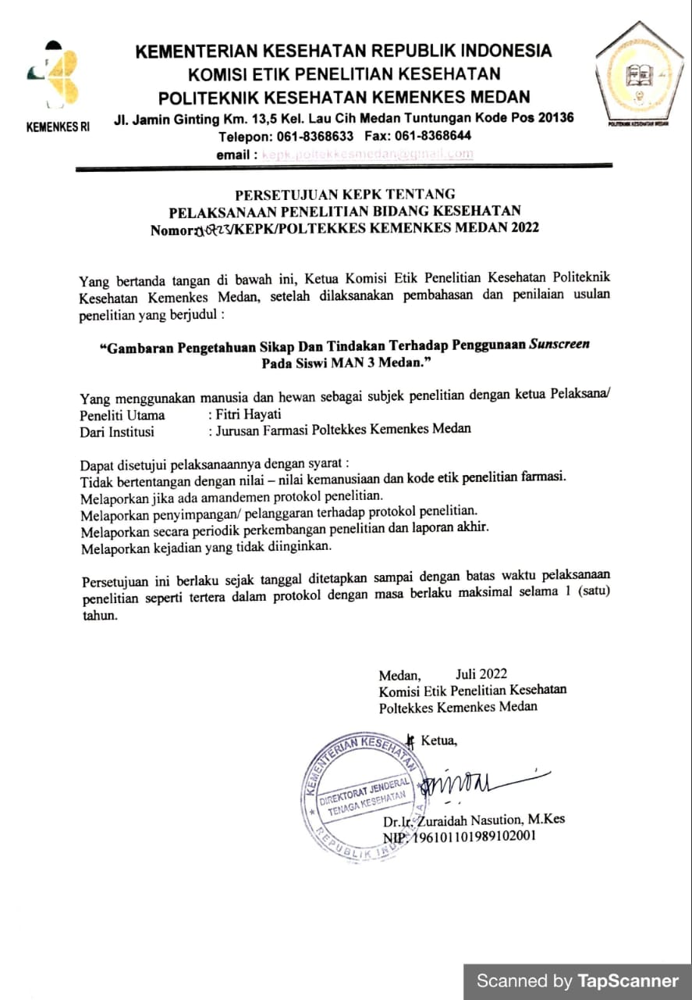 KEMENTERIAN KESEHATAN REPUBLIK INDONESIA
KOMISI ETIK PENELITIAN KESEHATAN
POLITEKNIK KESEHATAN KEMENKES MEDAN
KEMENKES RI
Jl. Jamin Ginting Km. 13,5 Kel. Lau Cih Medan Tuntungan Kode Pos 20136
POLITEKNIK KESEHATAN MEDAN
Telepon: 061-8368633 Fax: 061-8368644
email : kepk.poltekkesmedan@gmail.com
PERSETUJUAN KEPK TENTANG
PELAKSANAAN PENELITIAN BIDANG KESEHATAN
Nomor: /KEPK/POLTEKKES KEMENKES MEDAN 2022
Yang bertanda tangan di bawah ini, Ketua Komisi Etik Penelitian Kesehatan Politeknik
Kesehatan Kemenkes Medan, setelah dilaksanakan pembahasan dan penilaian usulan
penelitian yang berjudul :
“Gambaran Pengetahuan Sikap Dan Tindakan Terhadap Penggunaan Sunscreen
Pada Siswi MAN 3 Medan.”
Yang menggunakan manusia dan hewan sebagai subjek penelitian dengan ketua Pelaksana/
Peneliti Utama : Fitri Hayati
Dari Institusi : Jurusan Farmasi Poltekkes Kemenkes Medan
Dapat disetujui pelaksanaannya dengan syarat :
Tidak bertentangan dengan nilai – nilai kemanusiaan dan kode etik penelitian farmasi.
Melaporkan jika ada amandemen protokol penelitian.
Melaporkan penyimpangan/ pelanggaran terhadap protokol penelitian.
Melaporkan secara periodik perkembangan penelitian dan laporan akhir.
Melaporkan kejadian yang tidak diinginkan.
Persetujuan ini berlaku sejak tanggal ditetapkan sampai dengan batas waktu pelaksanaan
penelitian seperti tertera dalam protokol dengan masa berlaku maksimal selama 1 (satu)
tahun.
Medan, Juli 2022
Komisi Etik Penelitian Kesehatan
Poltekkes Kemenkes Medan
Ketua,
KEMENTERIAN KESEHATAN
DIREKTORAT JENDERAL
TENAGA KESEHATAN
REPUBLIK INDONESIA
Dr.Ir. Zuraidah Nasution, M.Kes
NIP. 196101101989102001
Scanned by TapScanner